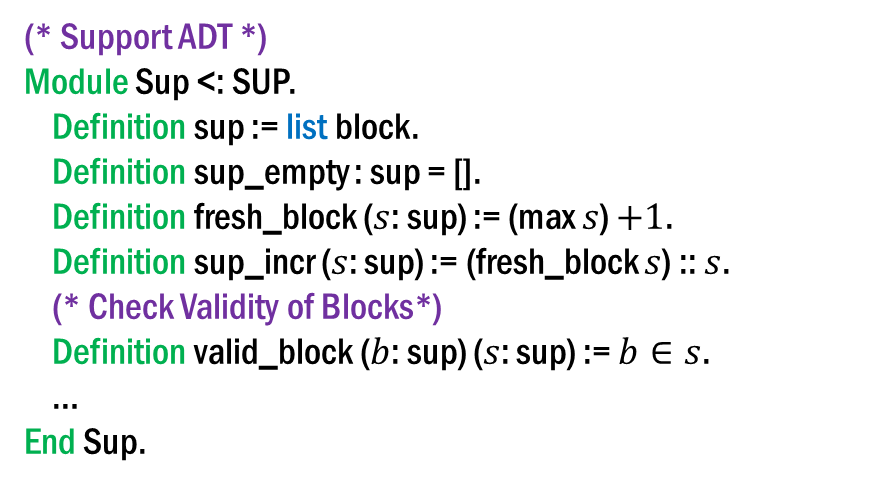 (* Support ADT *)
Module Sup <: SUP.
Definition sup := list block.
Definition sup_empty : sup = [].
Definition fresh_block (s: sup) := (max s) +1.
Definition sup_incr (s: sup) := (fresh_block s) :: s.
(* Check Validity of Blocks*)
Definition valid_block (b: sup) (s: sup) := b ∈ s.
...
End Sup.